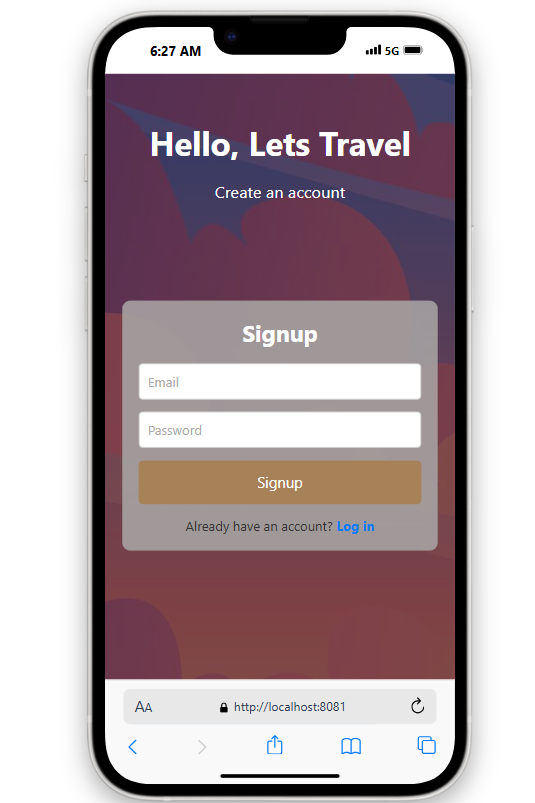 6:27 AM
5G
Hello, Lets Travel
Create an account
Signup
Email
Password
Signup
Already have an account? Log in
AA
http://localhost:8081